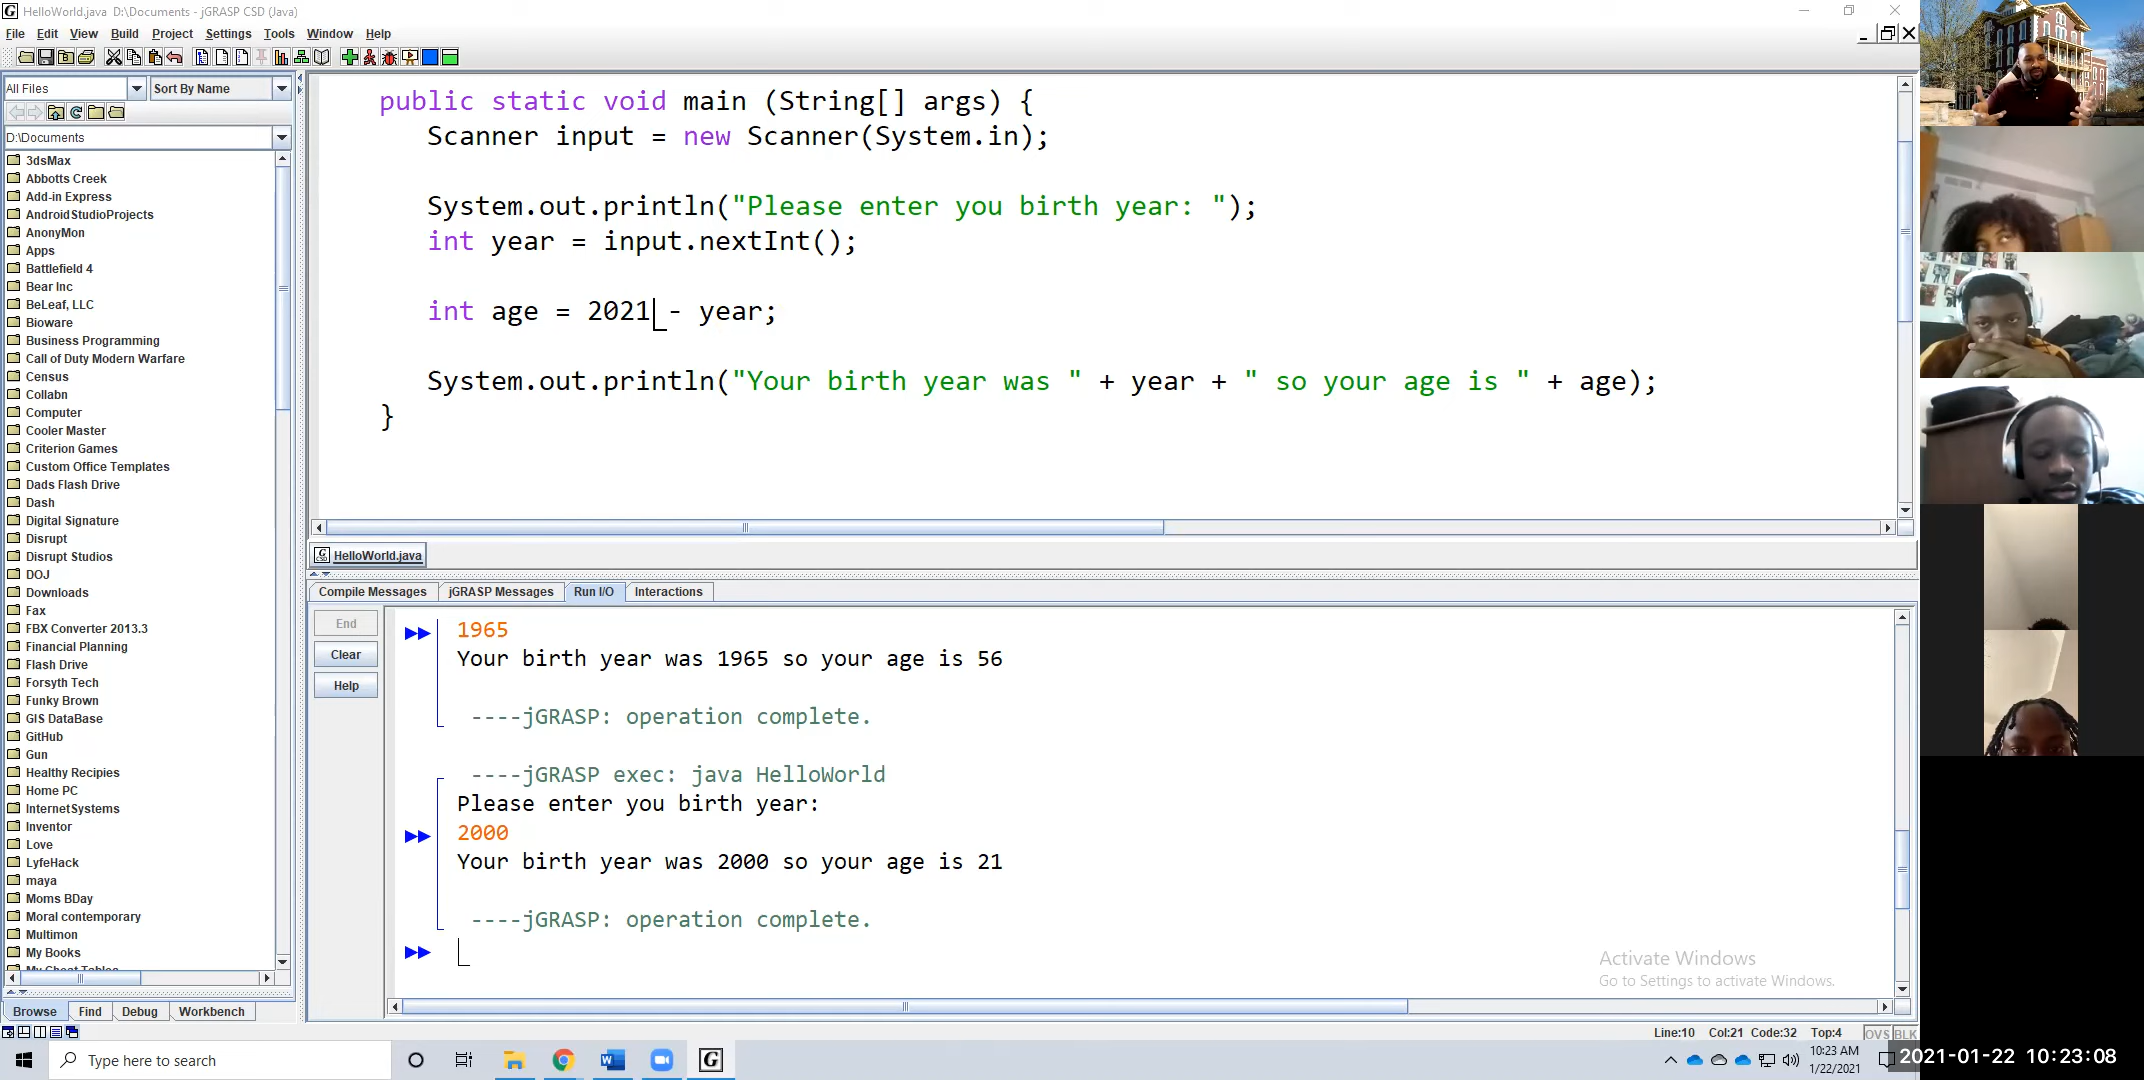 HelloWorld.java D:\Documents - jGRASP CSD (Java)
File Edit View Build Project Settings Tools Window Help
All Files
Sort By Name
D:\Documents
3dsMax
Abbotts Creek
Add-in Express
AndroidStudioProjects
AnonyMon
Apps
Battlefield 4
Bear Inc
BeLeaf, LLC
Bioware
Business Programming
Call of Duty Modern Warfare
Census
Collabn
Computer
Cooler Master
Criterion Games
Custom Office Templates
Dads Flash Drive
Dash
Digital Signature
Disrupt
Disrupt Studios
DOJ
Downloads
Fax
FBX Converter 2013.3
Financial Planning
Flash Drive
Forsyth Tech
Funky Brown
GIS DataBase
GitHub
Gun
Healthy Recipies
Home PC
InternetSystems
Inventor
Love
LyfeHack
maya
Moms BDay
Moral contemporary
Multimon
My Books
My Cheat Tables
Browse Find Debug Workbench
public static void main (String[] args) {
Scanner input = new Scanner(System.in);
System.out.println("Please enter you birth year: ");
int year = input.nextInt();
int age = 2021 - year;
System.out.println("Your birth year was " + year + " so your age is " + age);
}
HelloWorld.java
Compile Messages jGRASP Messages Run I/O Interactions
End
Clear
Help
1965
Your birth year was 1965 so your age is 56
----jGRASP: operation complete.
----jGRASP exec: java HelloWorld
Please enter you birth year:
2000
Your birth year was 2000 so your age is 21
----jGRASP: operation complete.
Activate Windows
Go to Settings to activate Windows.
Line:10 Col:21 Code:32 Top:4 OVS BLK
Type here to search
10:23 AM
1/22/2021
2021-01-22 10:23:08